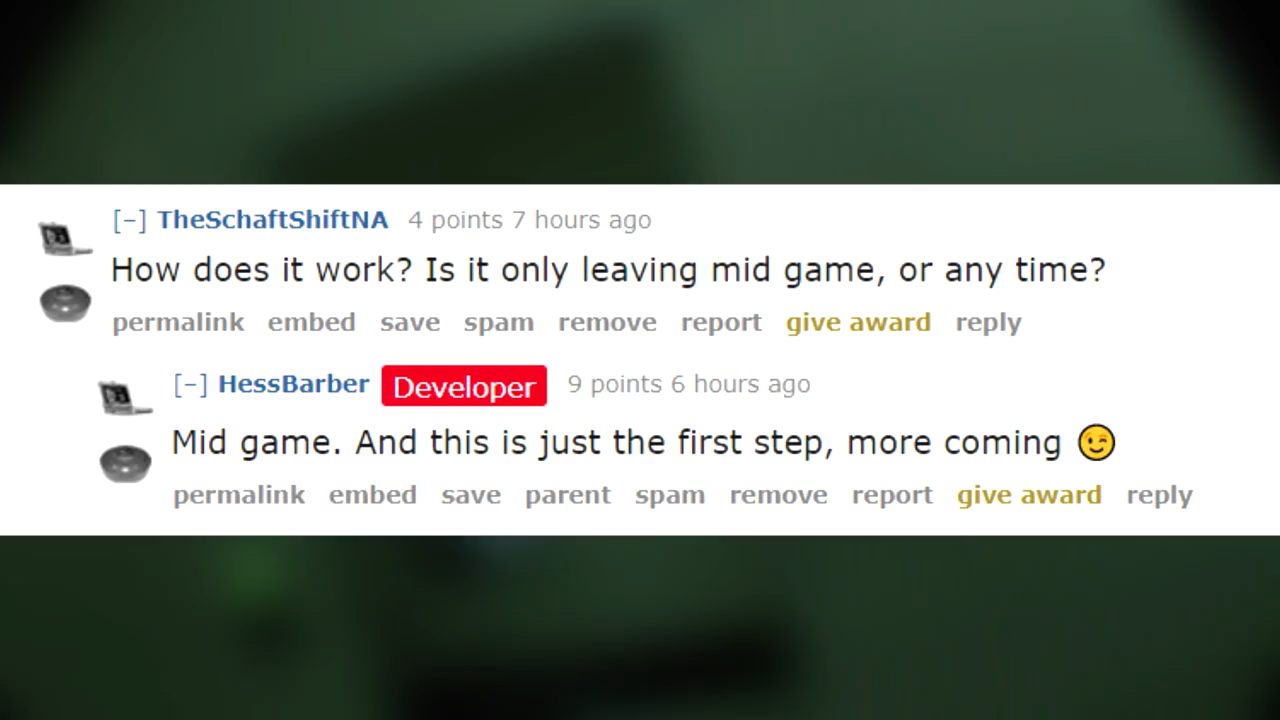 [–] TheSchaftShiftNA 4 points 7 hours ago
How does it work? Is it only leaving mid game, or any time?
permalink embed save spam remove report give award reply
[–] HessBarber Developer 9 points 6 hours ago
Mid game. And this is just the first step, more coming 😉
permalink embed save parent spam remove report give award reply